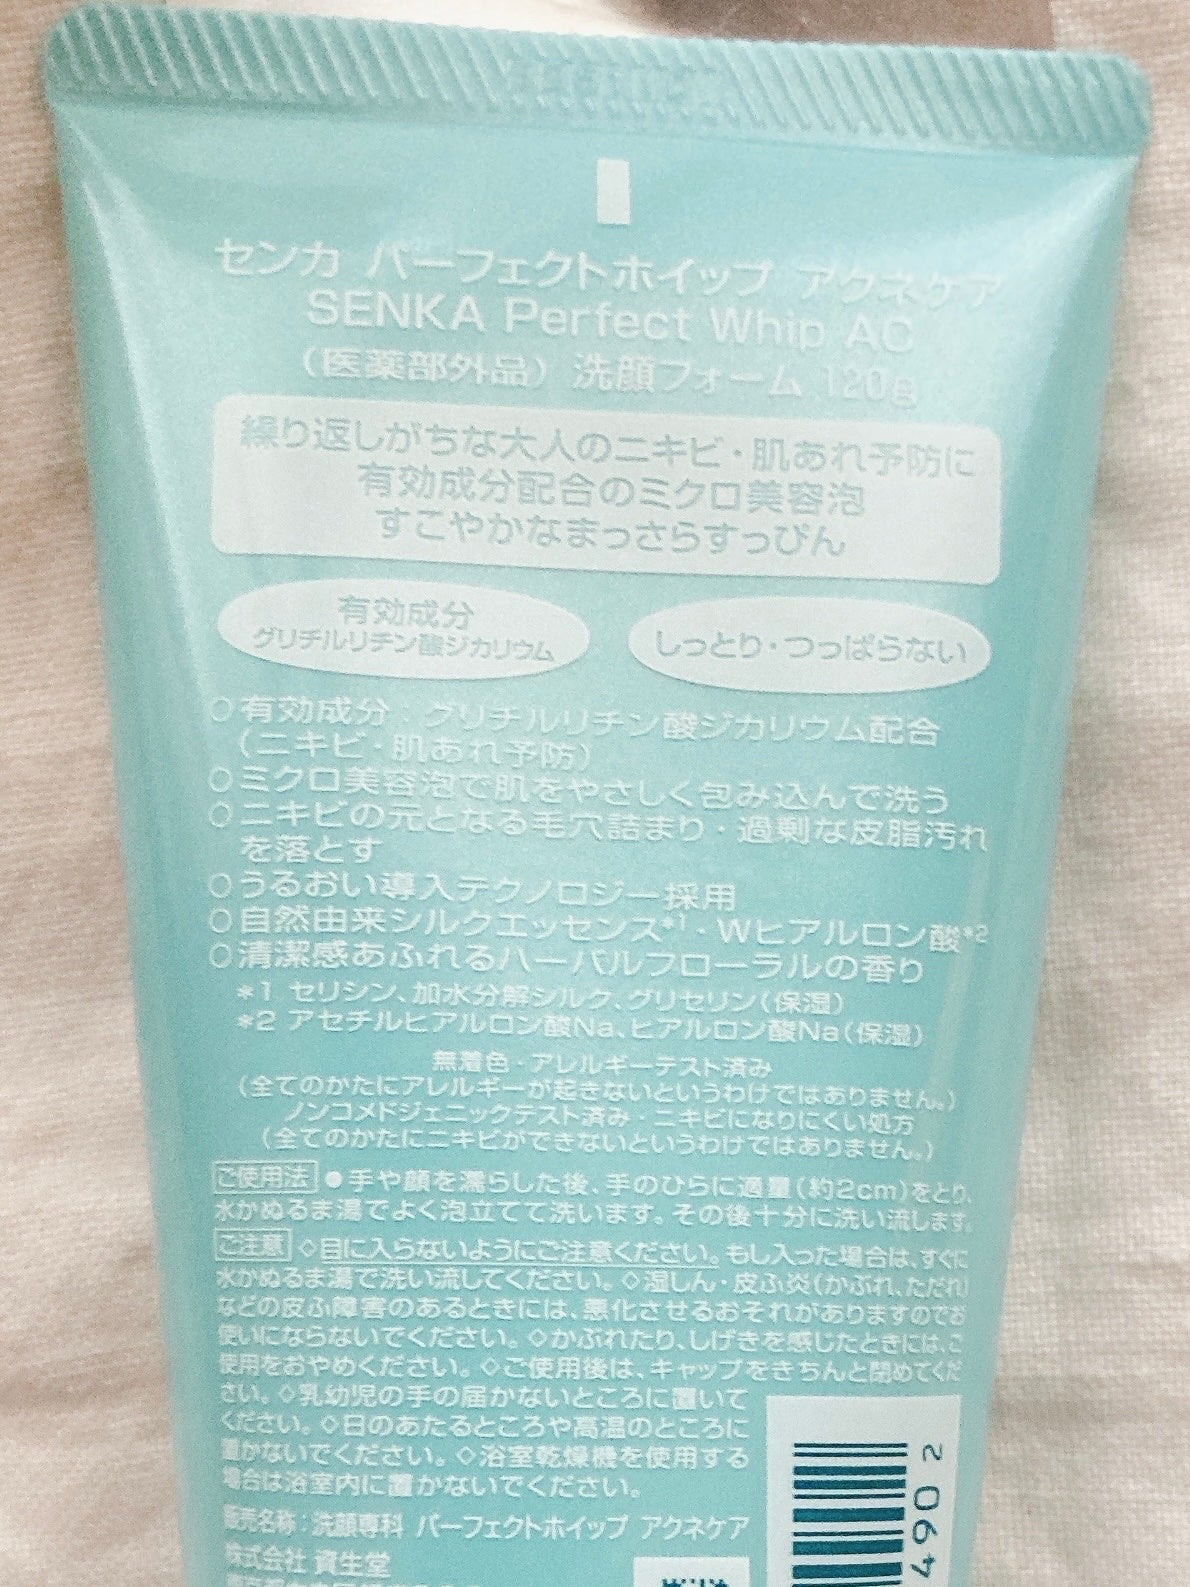 センカ パーフェクトホイップ アクネケア
SENKA Perfect Whip AC
(医薬部外品) 洗顔フォーム 120g
繰り返しがちな大人のニキビ・肌あれ予防に
有効成分配合のミクロ美容泡
すこやかなまっさらすっぴん
有効成分
グリチルリチン酸ジカリウム
しっとり・つっぱらない
○有効成分:グリチルリチン酸ジカリウム配合
(ニキビ・肌あれ予防)
○ミクロ美容泡で肌をやさしく包み込んで洗う
○ニキビの元となる毛穴詰まり・過剰な皮脂汚れ
を落とす
○うるおい導入テクノロジー採用
○自然由来シルクエッセンス*1・Wヒアルロン酸*2
○清潔感あふれるハーバルフローラルの香り
*1 セリシン、加水分解シルク、グリセリン(保湿)
*2 アセチルヒアルロン酸Na、ヒアルロン酸Na(保湿)
無着色・アレルギーテスト済み
(全てのかたにアレルギーが起きないというわけではありません。)
ノンコメドジェニックテスト済み・ニキビになりにくい処方
(全てのかたにニキビができないというわけではありません。)
ご使用法 ●手や顔を濡らした後、手のひらに適量(約2cm)をとり、
水かぬるま湯でよく泡立てて洗います。その後十分に洗い流します。
ご注意 ◇目に入らないようにご注意ください。もし入った場合は、すぐに
水かぬるま湯で洗い流してください。◇湿しん・皮ふ炎(かぶれ、ただれ)
などの皮ふ障害のあるときには、悪化させるおそれがありますのでお
使いにならないでください。◇かぶれたり、しげきを感じたときには、ご
使用をおやめください。◇ご使用後は、キャップをきちんと閉めてくだ
さい。◇乳幼児の手の届かないところに置いて
ください。◇日のあたるところや高温のところに
置かないでください。◇浴室乾燥機を使用する
場合は浴室内に置かないでください。
販売名称:洗顔専科 パーフェクトホイップ アクネケア
株式会社 資生堂
4902